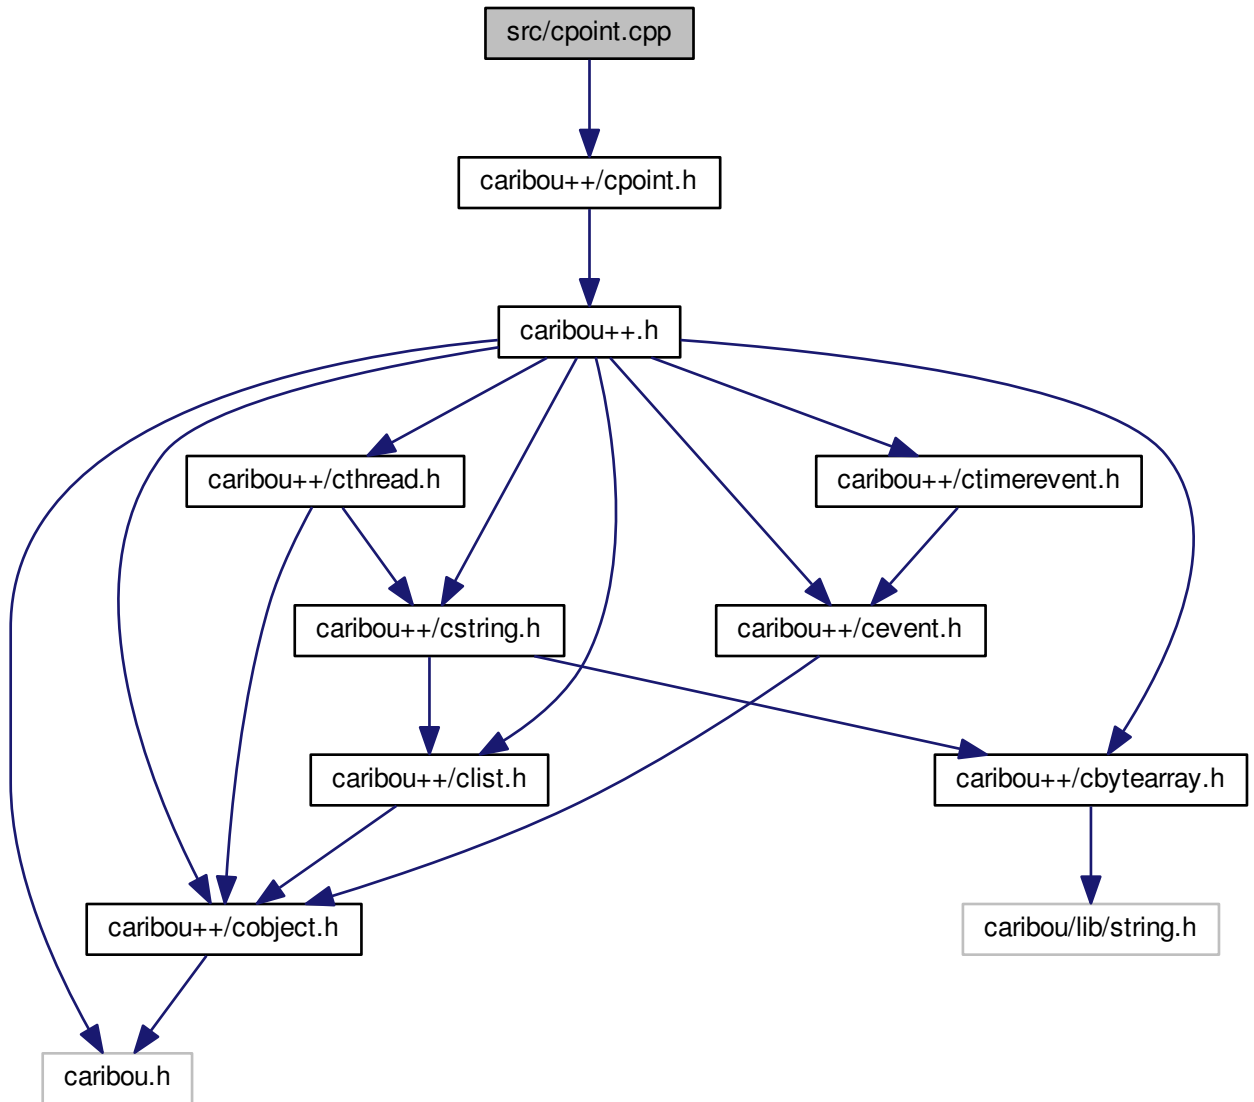 src/cpoint.cpp
caribou++/cpoint.h
caribou++.h
caribou++/cthread.h
caribou++/ctimerevent.h
caribou++/cstring.h
caribou++/cevent.h
caribou++/clist.h
caribou++/cbytearray.h
caribou++/cobject.h
caribou/lib/string.h
caribou.h